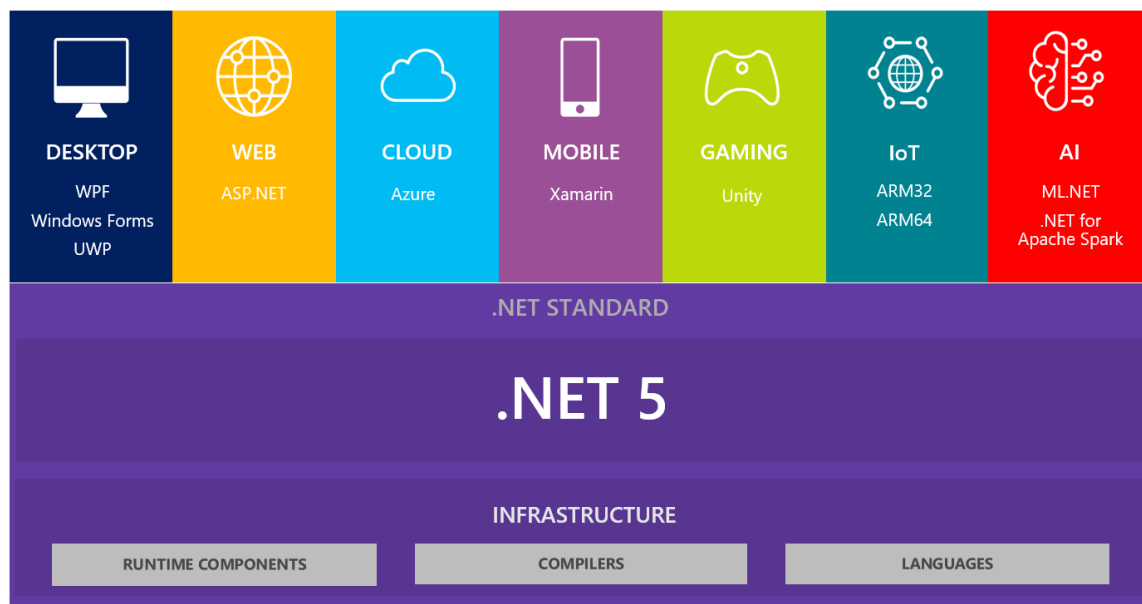 DESKTOP
WPF
Windows Forms
UWP
WEB
ASP.NET
CLOUD
Azure
MOBILE
Xamarin
GAMING
Unity
IoT
ARM32
ARM64
AI
ML.NET
.NET for
Apache Spark
.NET STANDARD
.NET 5
INFRASTRUCTURE
RUNTIME COMPONENTS
COMPILERS
LANGUAGES